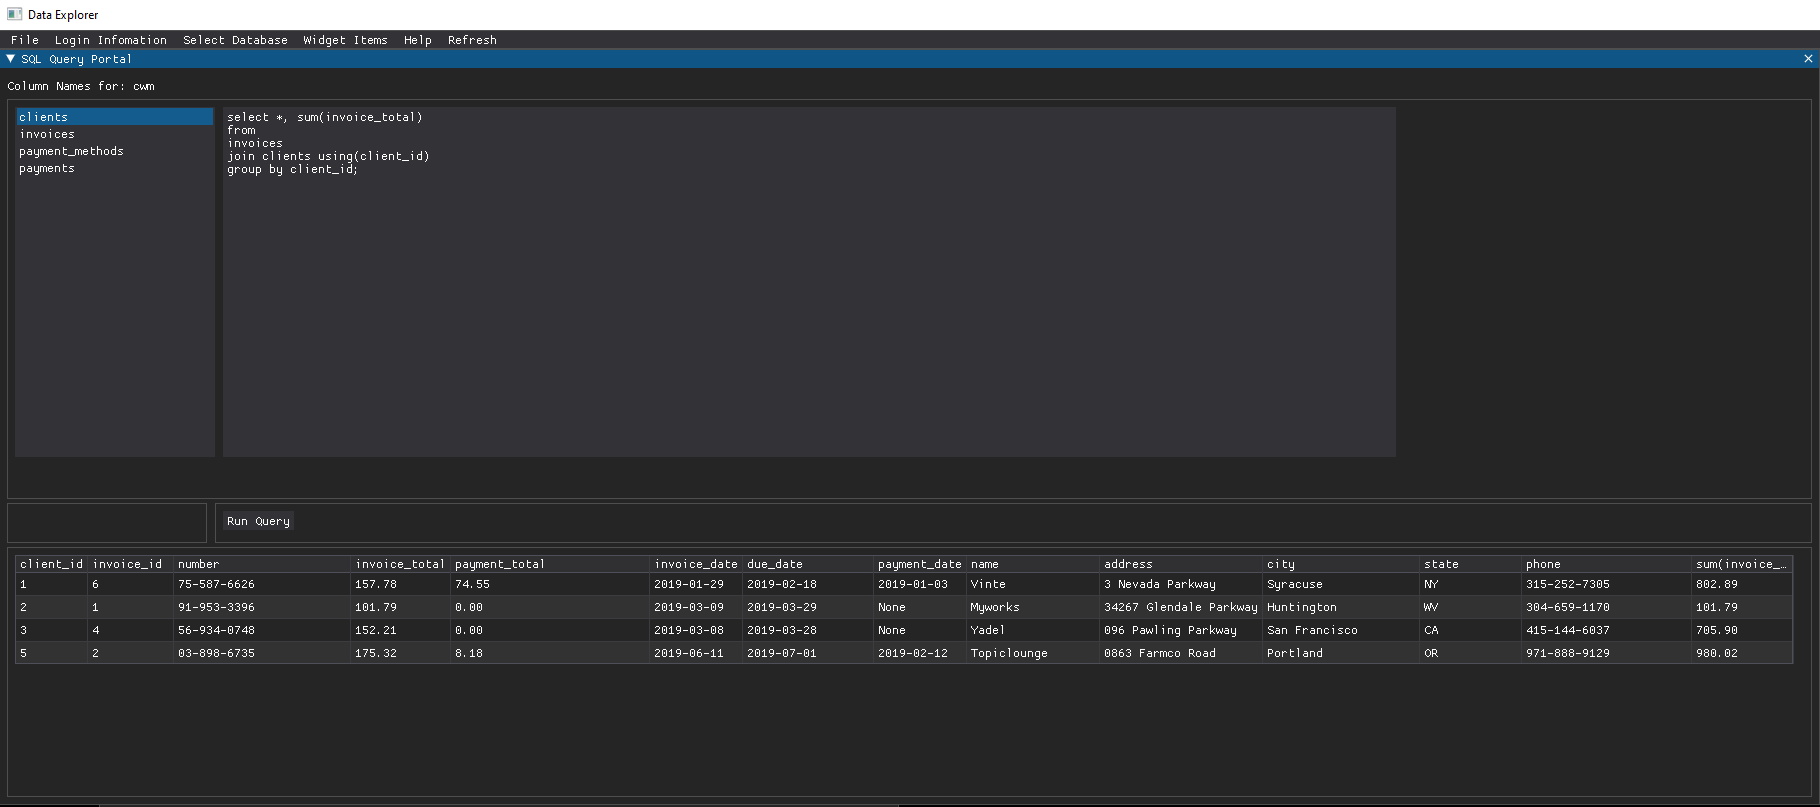 Data Explorer
File Login Infomation Select Database Widget Items Help Refresh
SQL Query Portal
Column Names for: cwm
clients
invoices
payment_methods
payments
select *, sum(invoice_total)
from
invoices
join clients using(client_id)
group by client_id;
Run Query
client_id invoice_id number invoice_total payment_total invoice_date due_date payment_date name address city state phone sum(invoice_…
1 6 75-587-6626 157.78 74.55 2019-01-29 2019-02-18 2019-01-03 Vinte 3 Nevada Parkway Syracuse NY 315-252-7305 802.89
2 1 91-953-3396 101.79 0.00 2019-03-09 2019-03-29 None Myworks 34267 Glendale Parkway Huntington WV 304-659-1170 101.79
3 4 56-934-0748 152.21 0.00 2019-03-08 2019-03-28 None Yadel 096 Pawling Parkway San Francisco CA 415-144-6037 705.90
5 2 03-898-6735 175.32 8.18 2019-06-11 2019-07-01 2019-02-12 Topiclounge 0863 Farmco Road Portland OR 971-888-9129 980.02